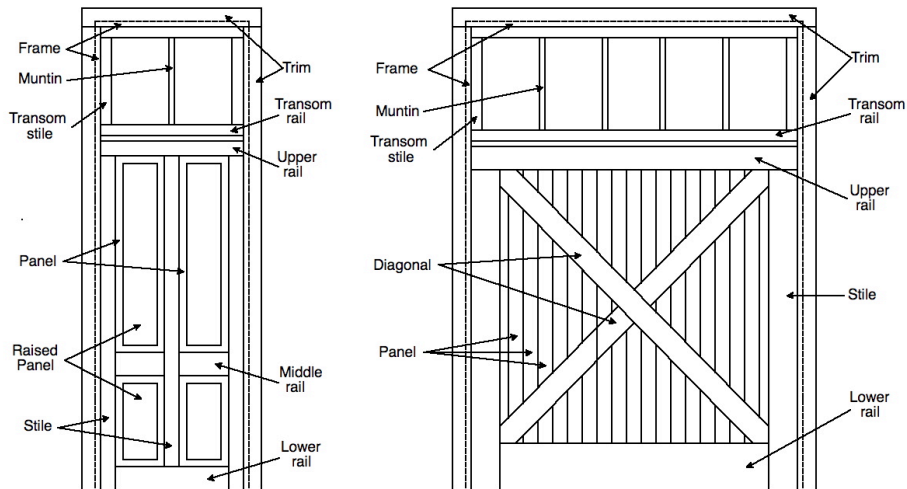 Frame
Muntin
Transom
stile
Trim
Transom
rail
Upper
rail
Panel
Raised
Panel
Middle
rail
Stile
Lower
rail
Frame
Muntin
Transom
stile
Trim
Transom
rail
Upper
rail
Diagonal
Stile
Panel
Lower
rail